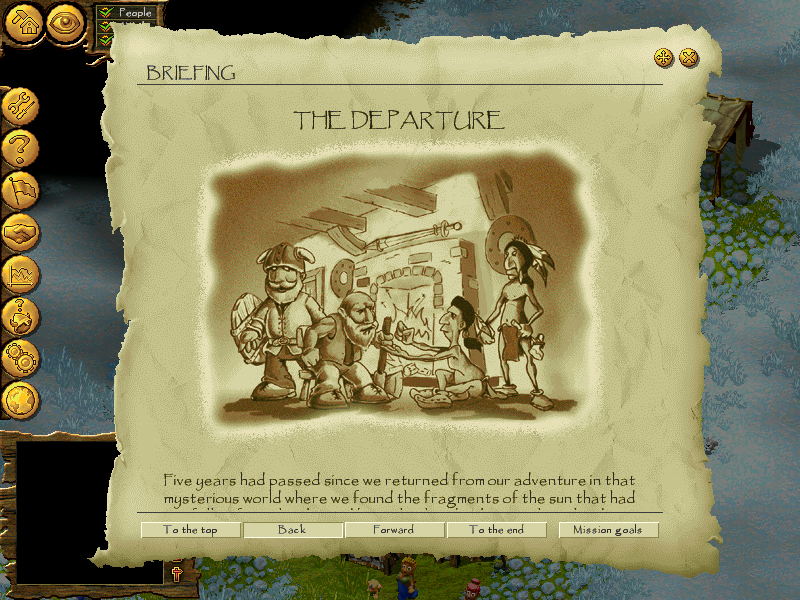 People
BRIEFING
THE DEPARTURE
Five years had passed since we returned from our adventure in that
mysterious world where we found the fragments of the sun that had
To the top
Back
Forward
To the end
Mission goals